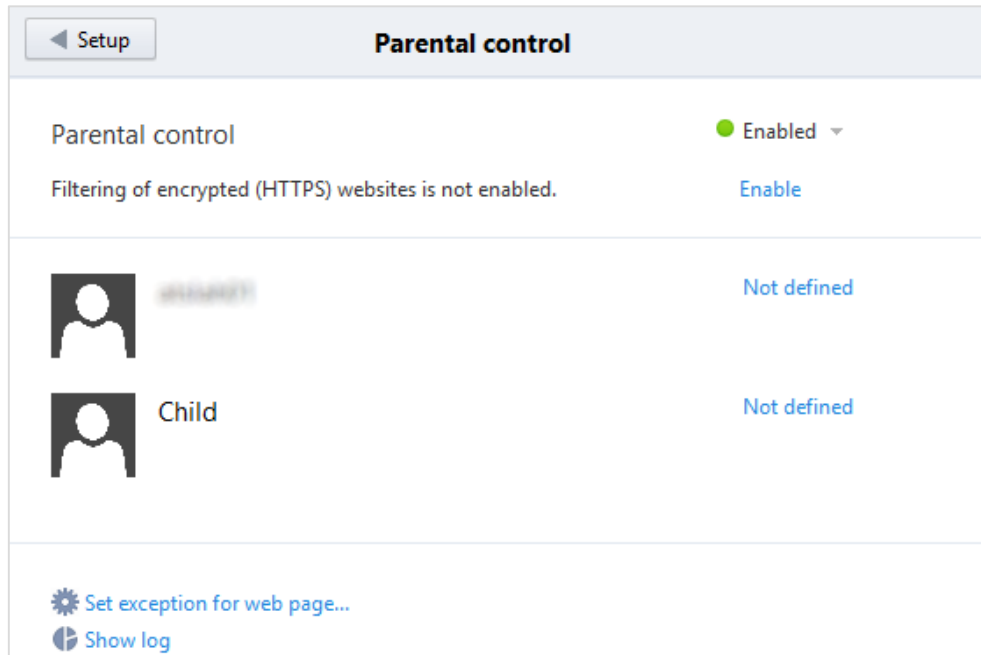 Setup
Parental control
Parental control
Enabled
Filtering of encrypted (HTTPS) websites is not enabled.
Enable
Not defined
Child
Not defined
Set exception for web page...
Show log